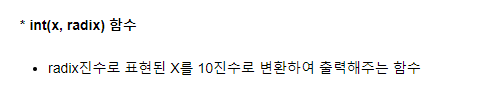 * int(x, radix) 함수
• radix진수로 표현된 X를 10진수로 변환하여 출력해주는 함수